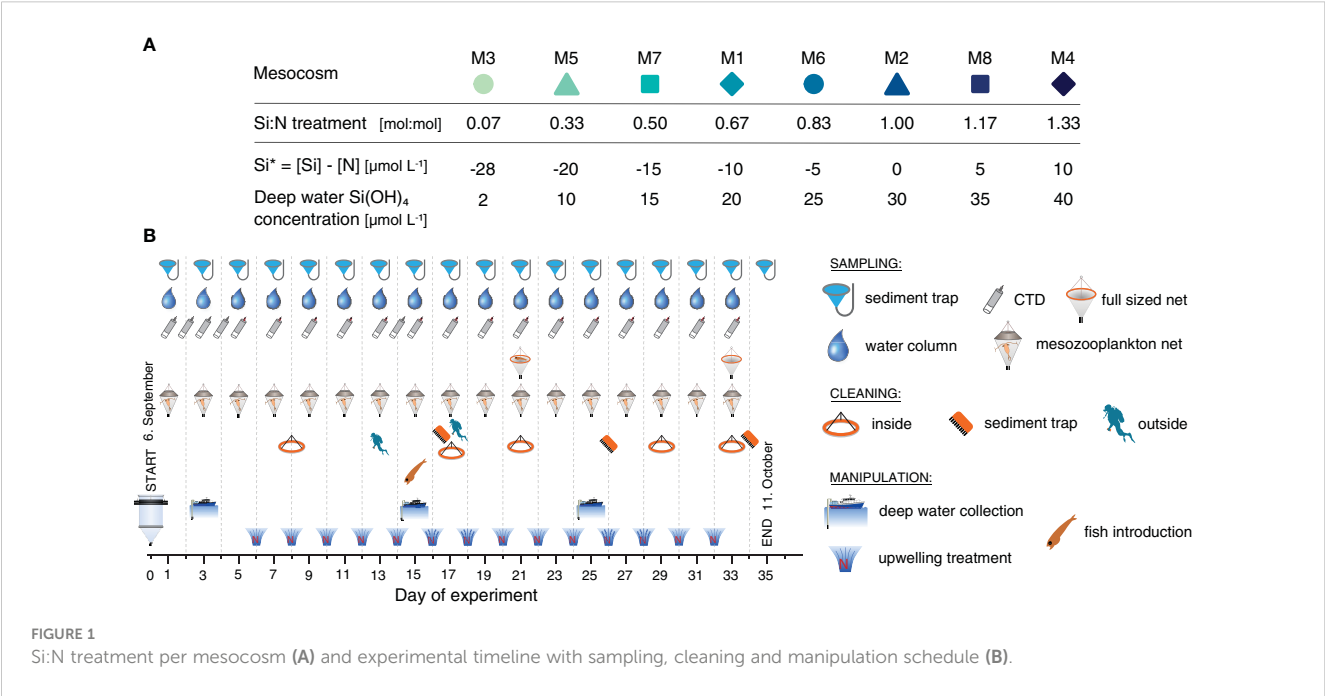 A
Mesocosm M3 M5 M7 M1 M6 M2 M8 M4
Si:N treatment [mol:mol] 0.07 0.33 0.50 0.67 0.83 1.00 1.17 1.33
Si* = [Si] - [N] [µmol L⁻¹] -28 -20 -15 -10 -5 0 5 10
Deep water Si(OH)₄
concentration [µmol L⁻¹] 2 10 15 20 25 30 35 40
B
START 6. September
END 11. October
0 1 3 5 7 9 11 13 15 17 19 21 23 25 27 29 31 33 35
Day of experiment
SAMPLING:
sediment trap
CTD
full sized net
water column
mesozooplankton net
CLEANING:
inside
sediment trap
outside
MANIPULATION:
deep water collection
fish introduction
N
upwelling treatment
FIGURE 1
Si:N treatment per mesocosm (A) and experimental timeline with sampling, cleaning and manipulation schedule (B).